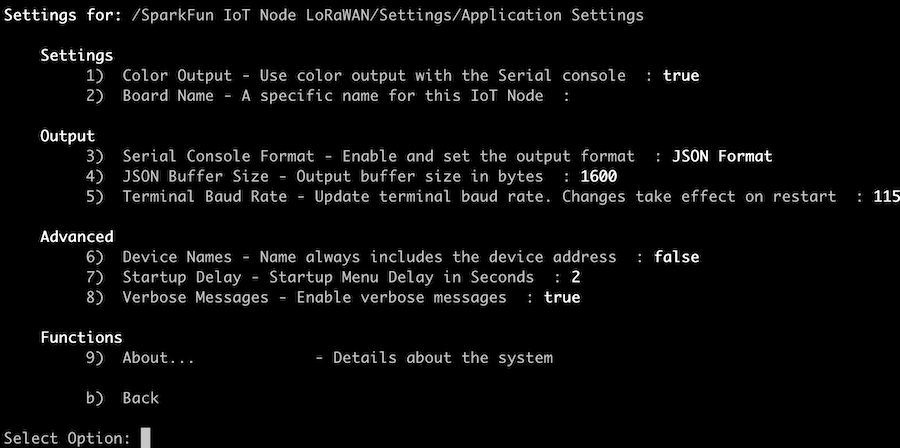 Settings for: /SparkFun IoT Node LoRaWAN/Settings/Application Settings
Settings
1) Color Output - Use color output with the Serial console : true
2) Board Name - A specific name for this IoT Node :
Output
3) Serial Console Format - Enable and set the output format : JSON Format
4) JSON Buffer Size - Output buffer size in bytes : 1600
5) Terminal Baud Rate - Update terminal baud rate. Changes take effect on restart : 115
Advanced
6) Device Names - Name always includes the device address : false
7) Startup Delay - Startup Menu Delay in Seconds : 2
8) Verbose Messages - Enable verbose messages : true
Functions
9) About... - Details about the system
b) Back
Select Option: